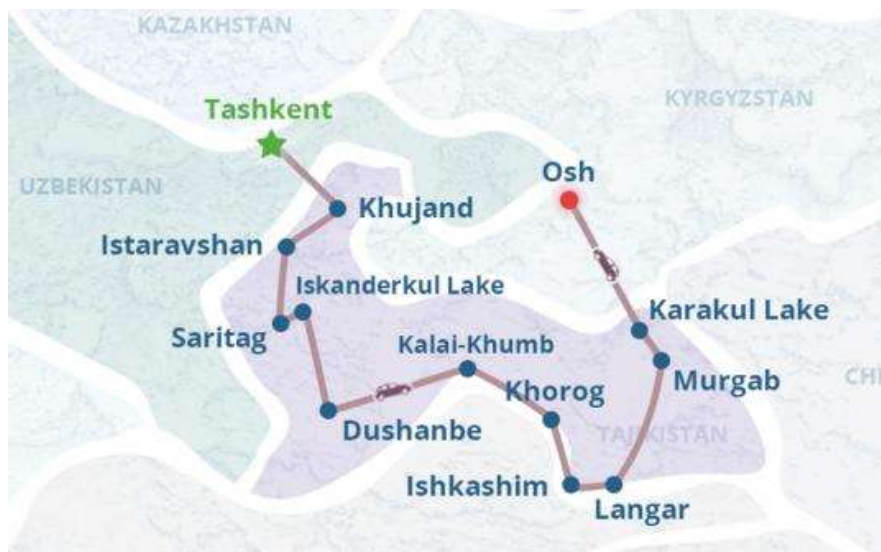 KAZAKHSTAN
Tashkent
KYRGYZSTAN
Osh
UZBEKISTAN
Khujand
Istaravshan
Iskanderkul Lake
Karakul Lake
Saritag
Kalai-Khumb
Murgab
Khorog
Dushanbe
TAJIKISTAN
Ishkashim
Langar